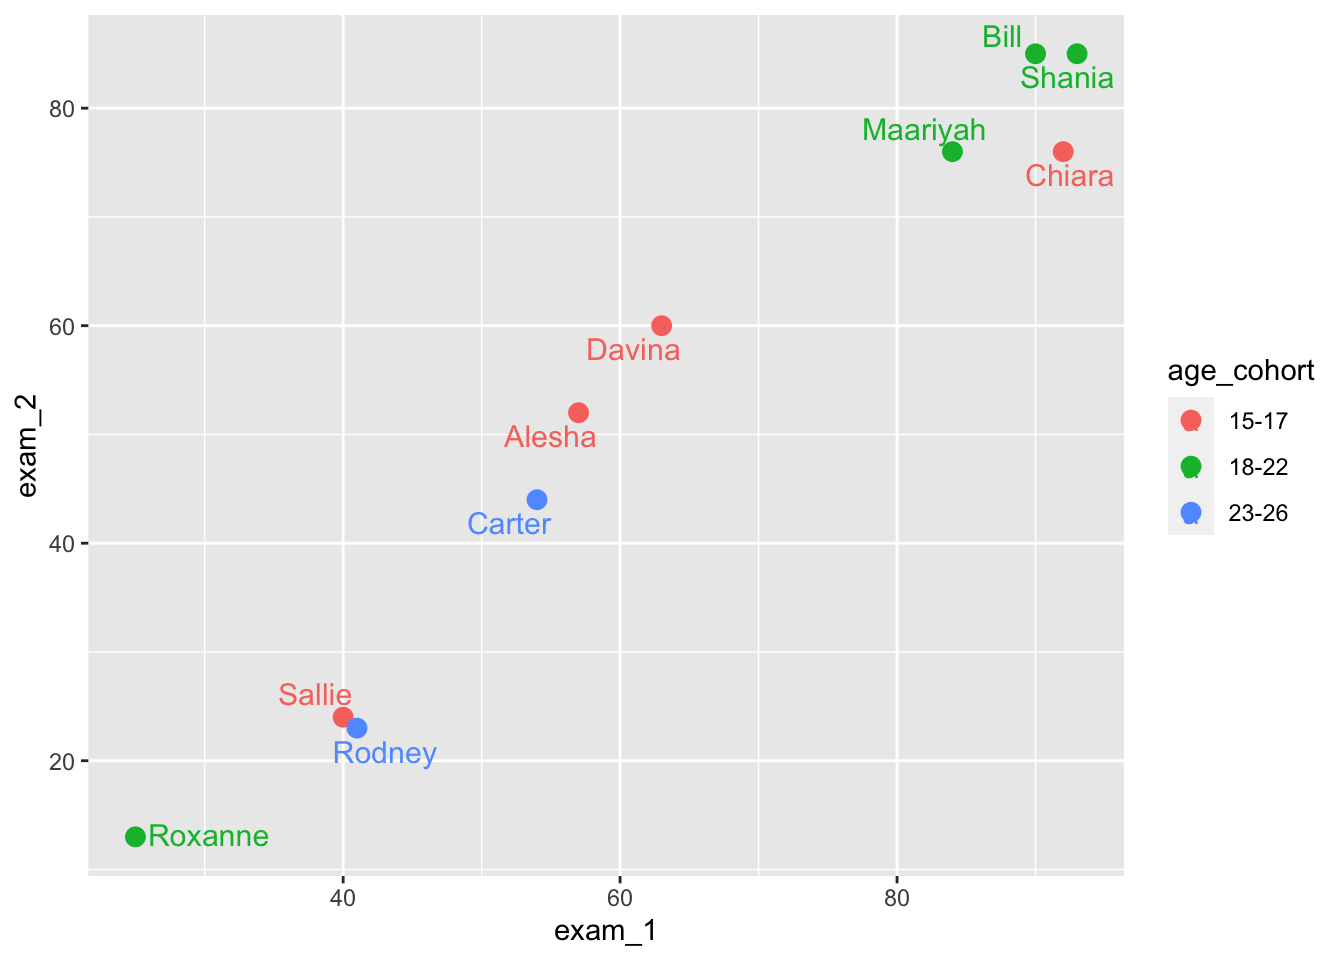 Bill
Shania
80
Maariyah
Chiara
60
Davina
age_cohort
15-17
Alesha
exam_2
18-22
Carter
23-26
40
Sallie
Rodney
20
Roxanne
40 60 80
exam_1